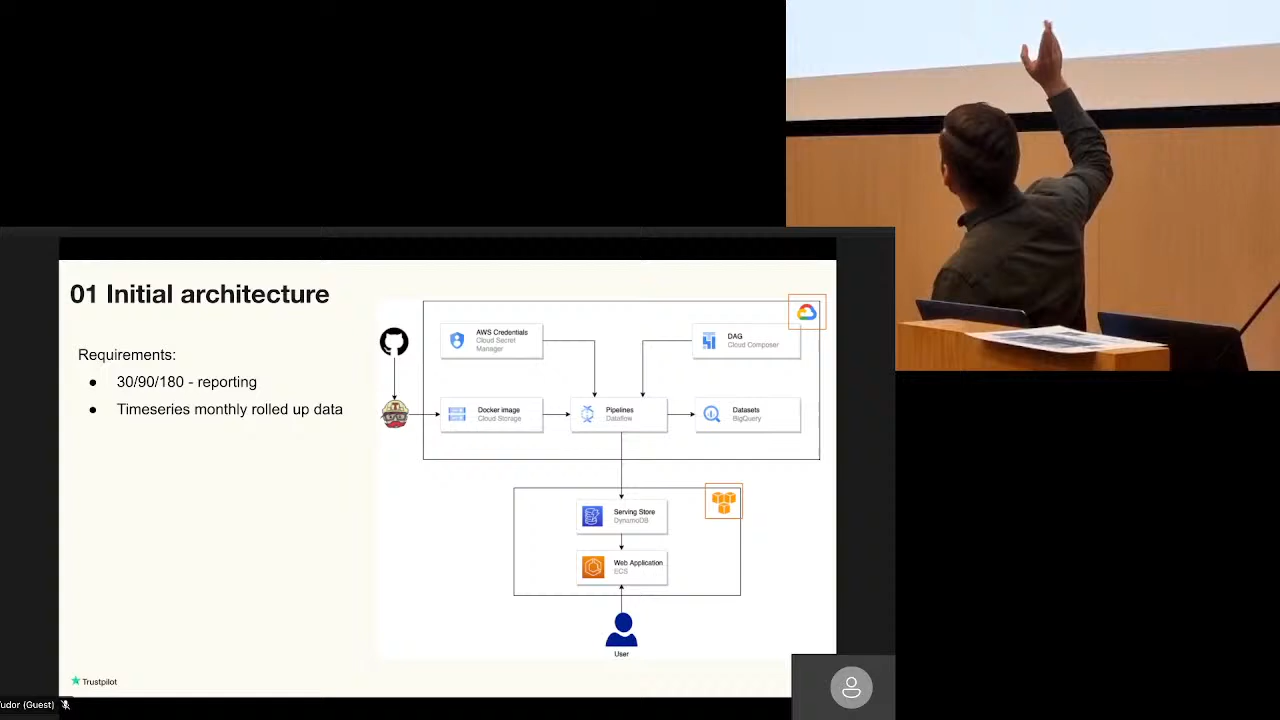 01 Initial architecture
Requirements:
● 30/90/180 - reporting
● Timeseries monthly rolled up data
AWS Credentials
Cloud Secret
Manager
DAG
Cloud Composer
Docker image
Cloud Storage
Pipelines
Dataflow
Datasets
BigQuery
Serving Store
DynamoDB
Web Application
ECS
User
Trustpilot
Tudor (Guest)